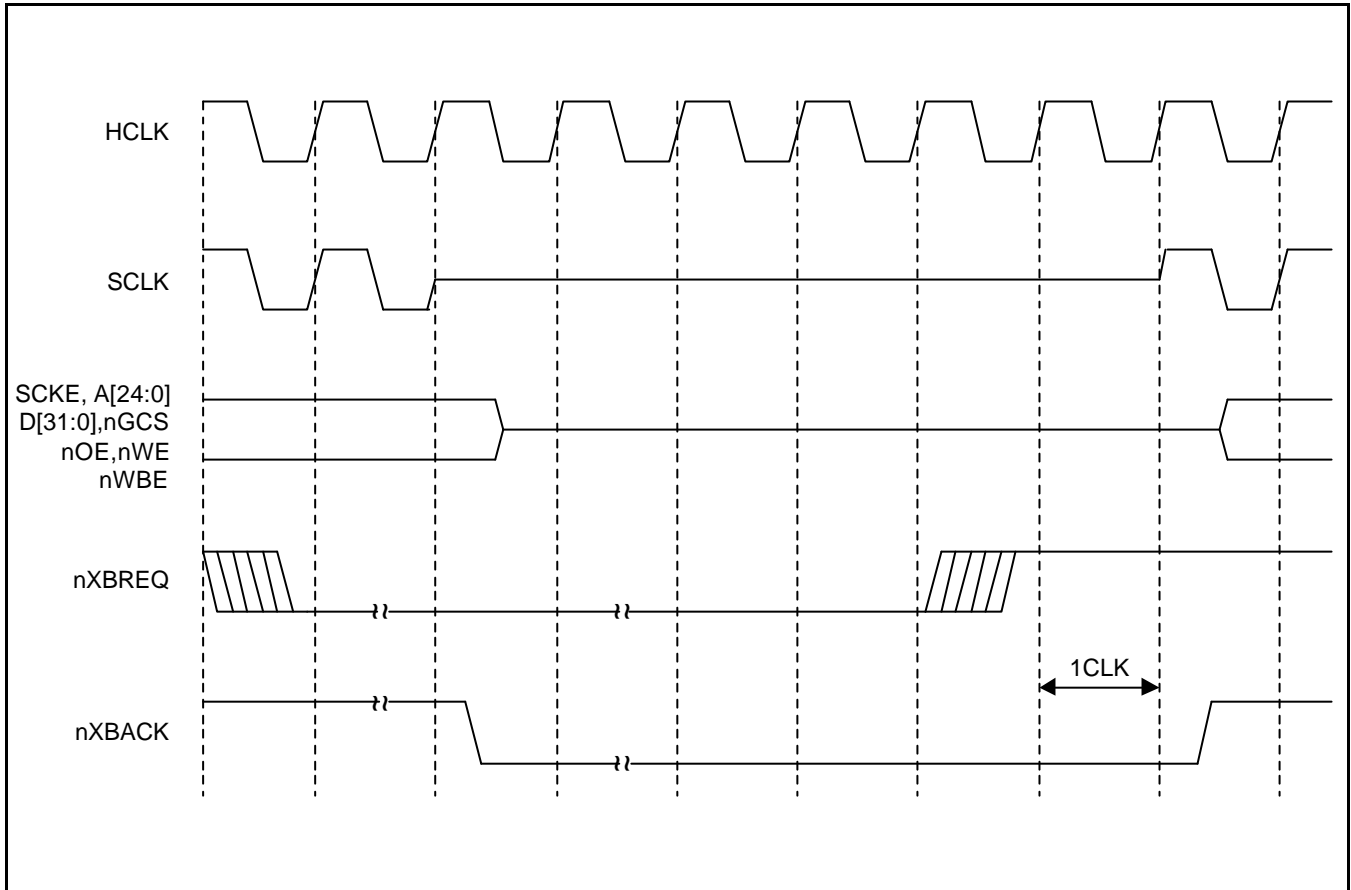 HCLK
SCLK
SCKE, A[24:0]
D[31:0],nGCS
nOE,nWE
nWBE
nXBREQ
1CLK
nXBACK